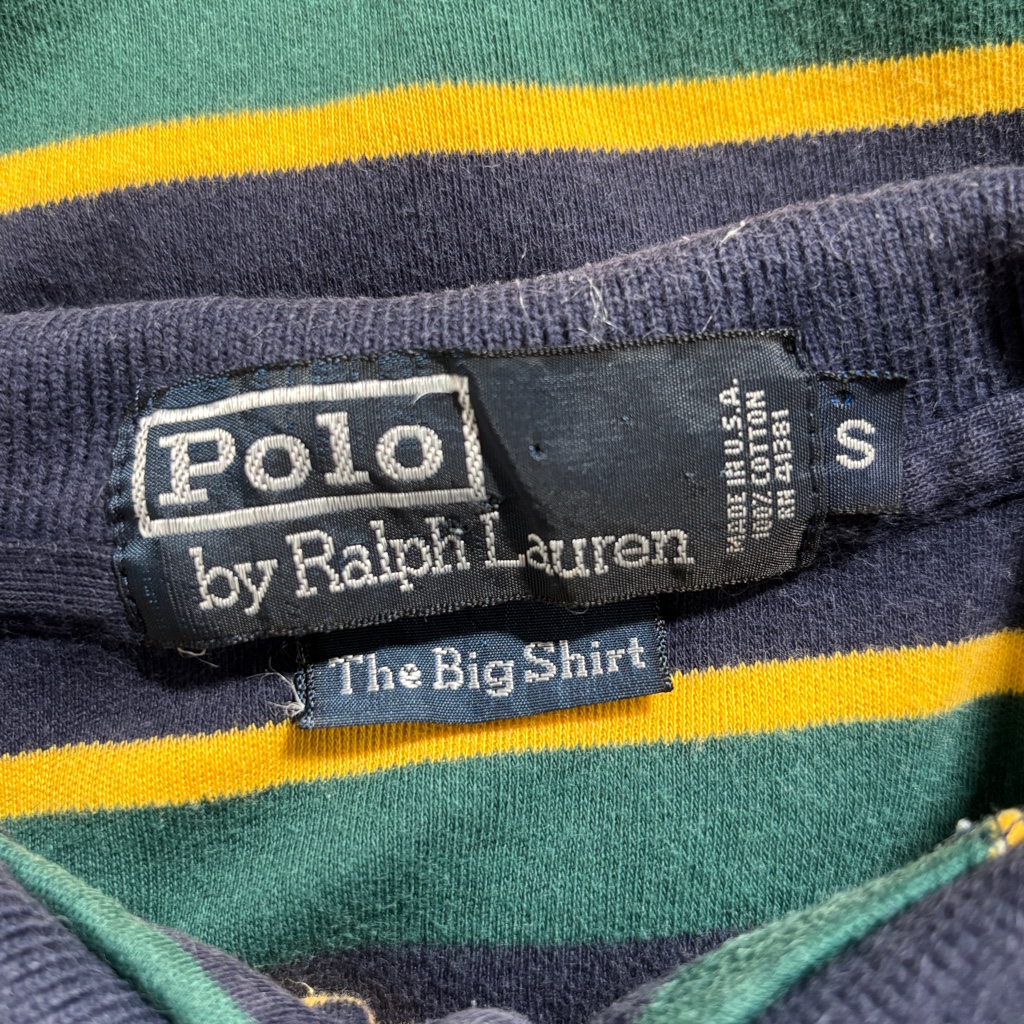 Polo
by Ralph Lauren
MADE IN U.S.A.
100% COTTON
RN 41381
S
The Big Shirt